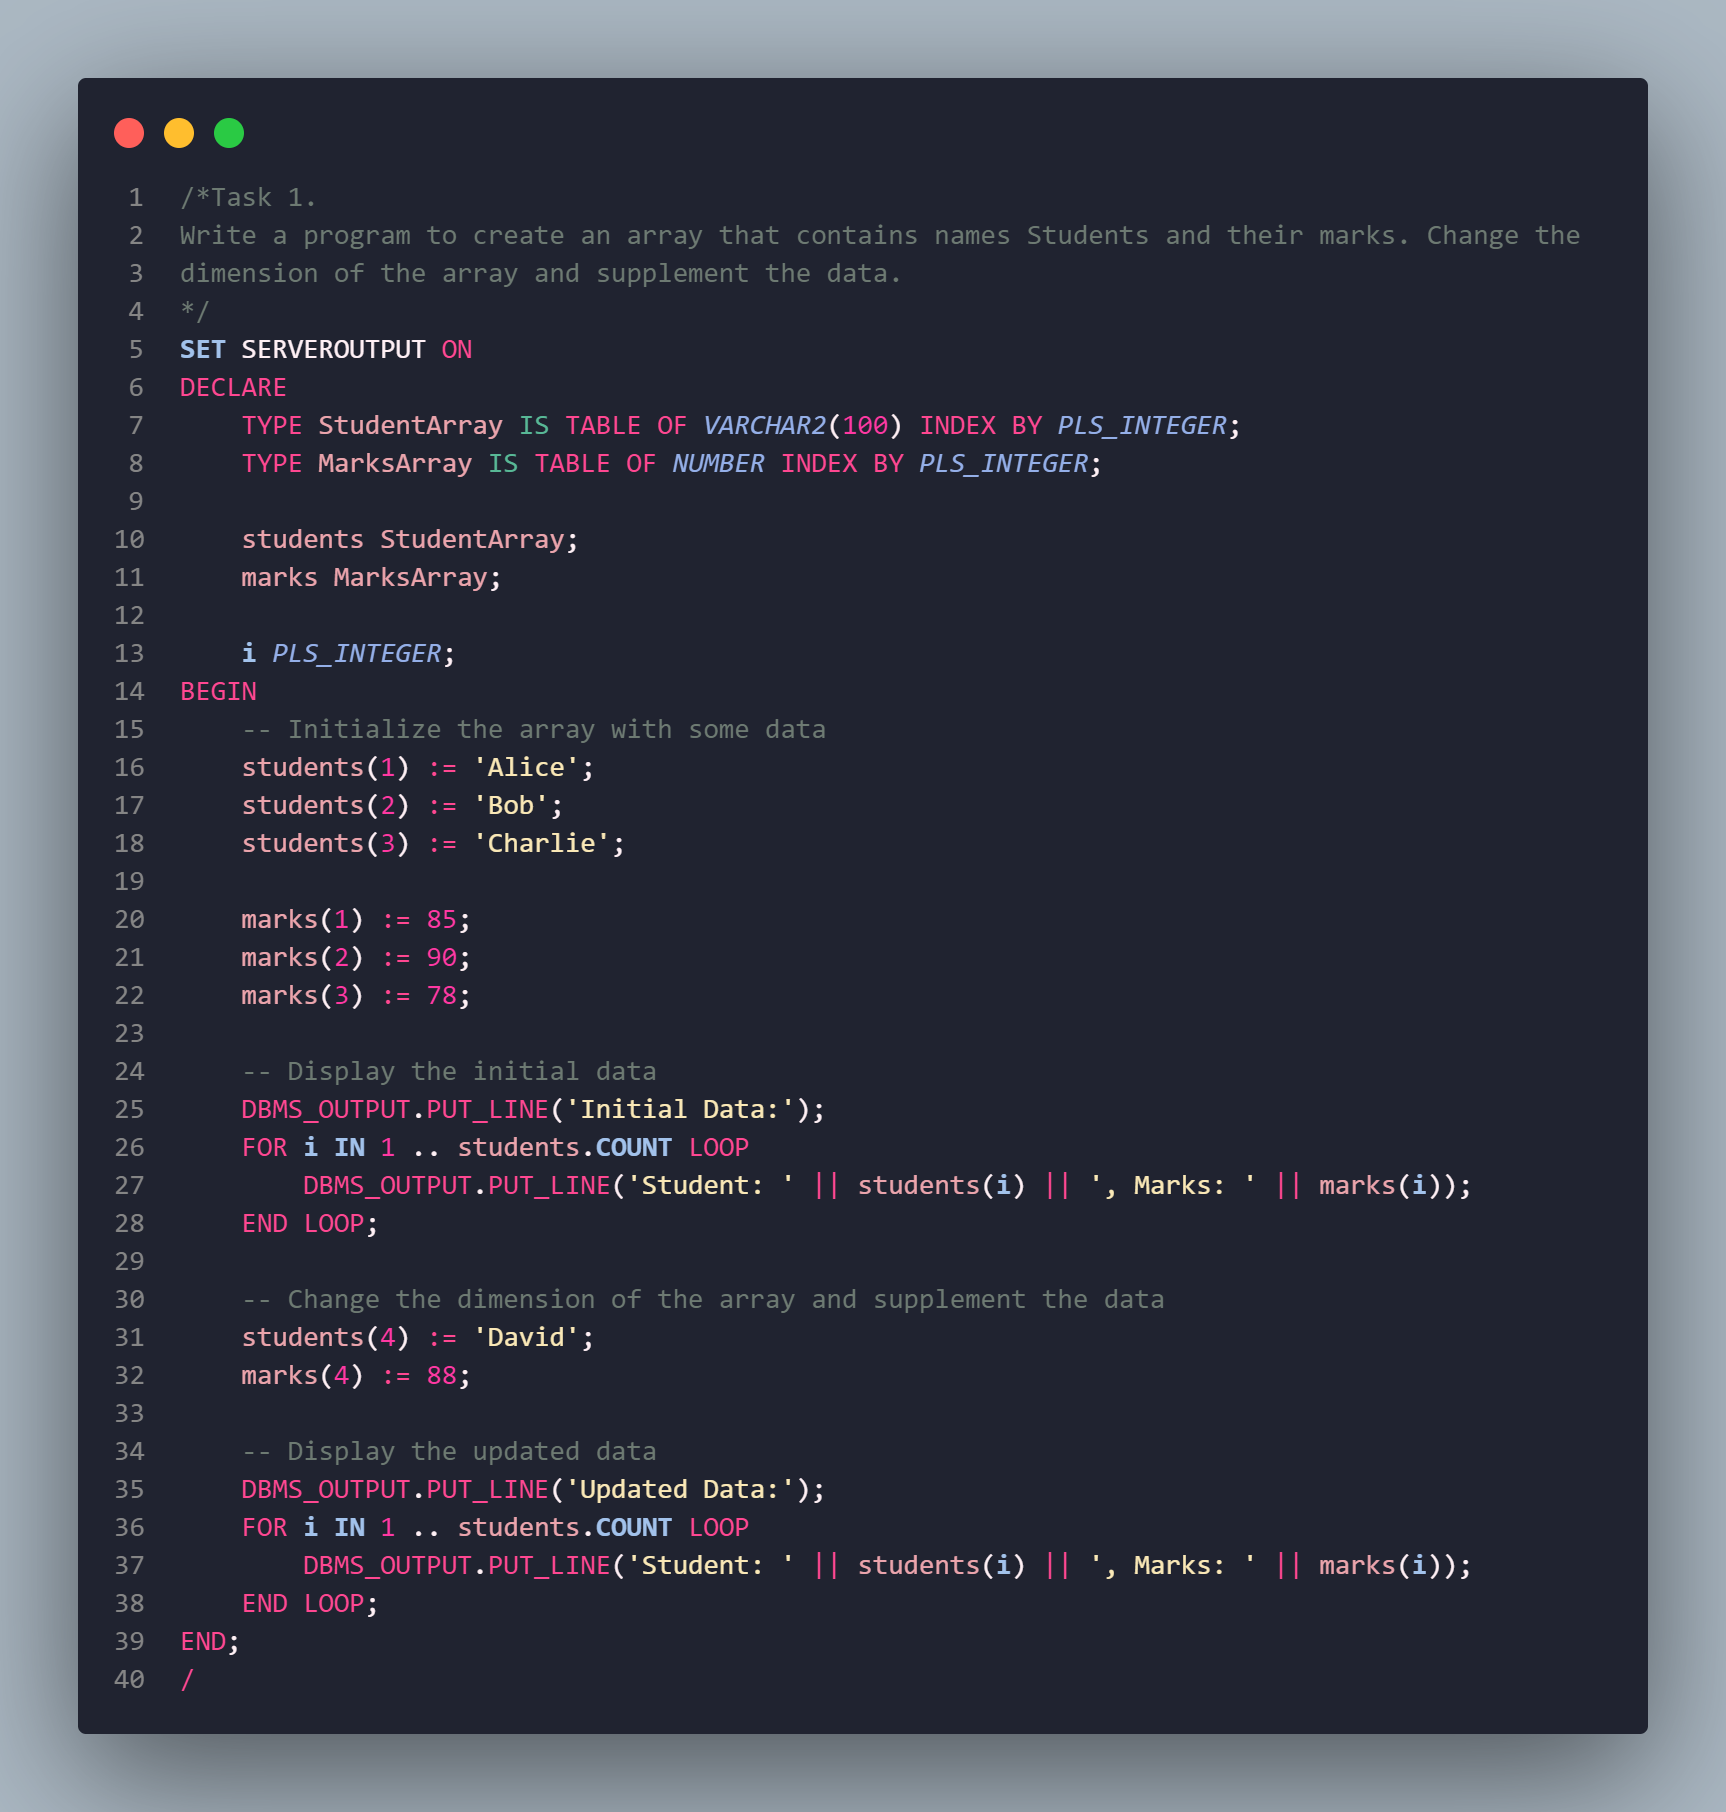 1 /*Task 1.
2 Write a program to create an array that contains names Students and their marks. Change the
3 dimension of the array and supplement the data.
4 */
5 SET SERVEROUTPUT ON
6 DECLARE
7     TYPE StudentArray IS TABLE OF VARCHAR2(100) INDEX BY PLS_INTEGER;
8     TYPE MarksArray IS TABLE OF NUMBER INDEX BY PLS_INTEGER;
9
10     students StudentArray;
11     marks MarksArray;
12
13     i PLS_INTEGER;
14 BEGIN
15     -- Initialize the array with some data
16     students(1) := 'Alice';
17     students(2) := 'Bob';
18     students(3) := 'Charlie';
19
20     marks(1) := 85;
21     marks(2) := 90;
22     marks(3) := 78;
23
24     -- Display the initial data
25     DBMS_OUTPUT.PUT_LINE('Initial Data:');
26     FOR i IN 1 .. students.COUNT LOOP
27         DBMS_OUTPUT.PUT_LINE('Student: ' || students(i) || ', Marks: ' || marks(i));
28     END LOOP;
29
30     -- Change the dimension of the array and supplement the data
31     students(4) := 'David';
32     marks(4) := 88;
33
34     -- Display the updated data
35     DBMS_OUTPUT.PUT_LINE('Updated Data:');
36     FOR i IN 1 .. students.COUNT LOOP
37         DBMS_OUTPUT.PUT_LINE('Student: ' || students(i) || ', Marks: ' || marks(i));
38     END LOOP;
39 END;
40 /